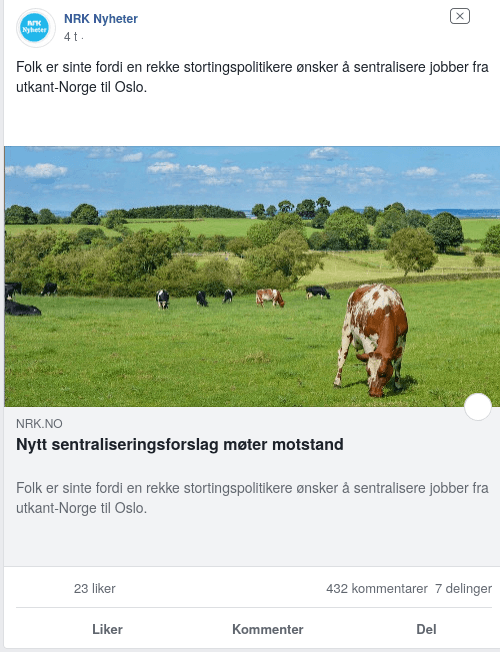 NRK
Nyheter
NRK Nyheter
4 t ·
Folk er sinte fordi en rekke stortingspolitikere ønsker å sentralisere jobber fra
utkant-Norge til Oslo.
NRK.NO
Nytt sentraliseringsforslag møter motstand
Folk er sinte fordi en rekke stortingspolitikere ønsker å sentralisere jobber fra
utkant-Norge til Oslo.
23 liker 432 kommentarer 7 delinger
Liker Kommenter Del